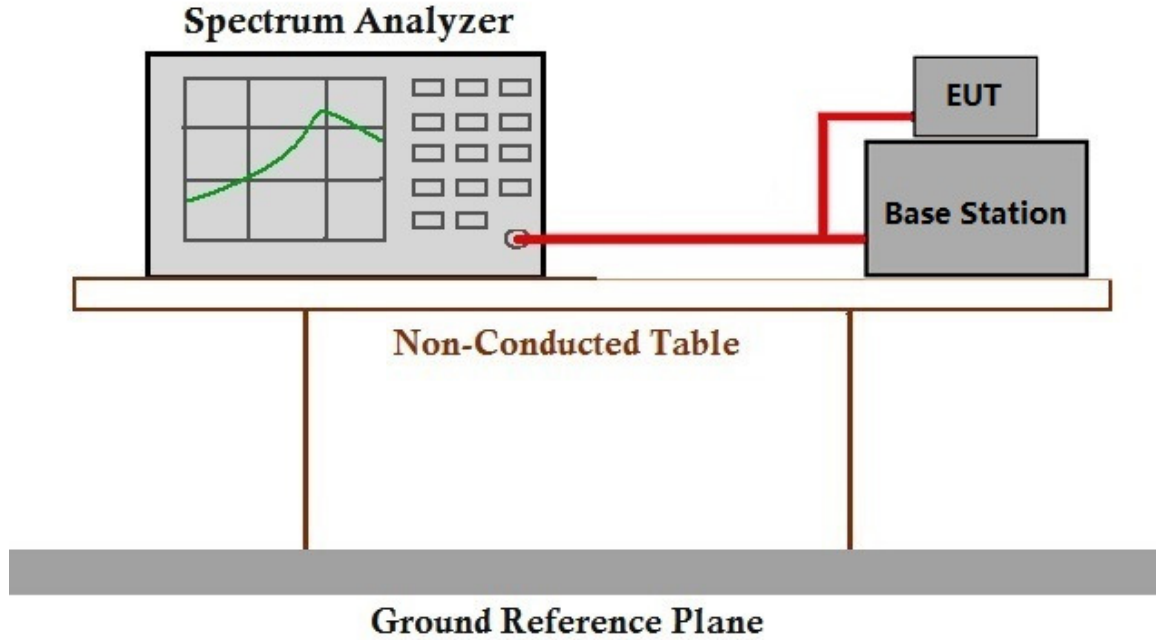 Spectrum Analyzer
EUT
Base Station
Non-Conducted Table
Ground Reference Plane